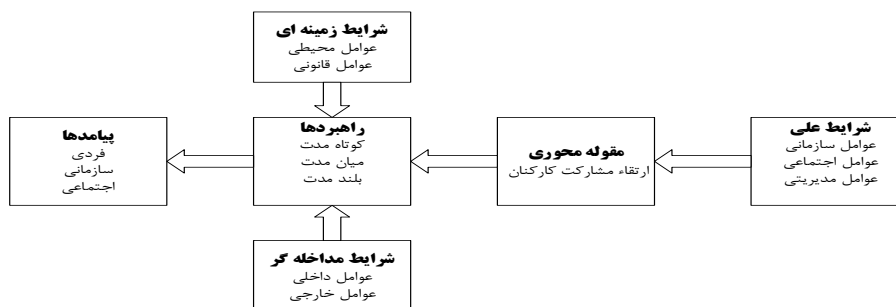 شرایط زمینه ای
عوامل محیطی
عوامل قانونی
شرایط علی
عوامل سازمانی
عوامل اجتماعی
عوامل مدیریتی
مقوله محوری
ارتقاء مشارکت کارکنان
راهبردها
کوتاه مدت
میان مدت
بلند مدت
پیامدها
فردی
سازمانی
اجتماعی
شرایط مداخله گر
عوامل داخلی
عوامل خارجی